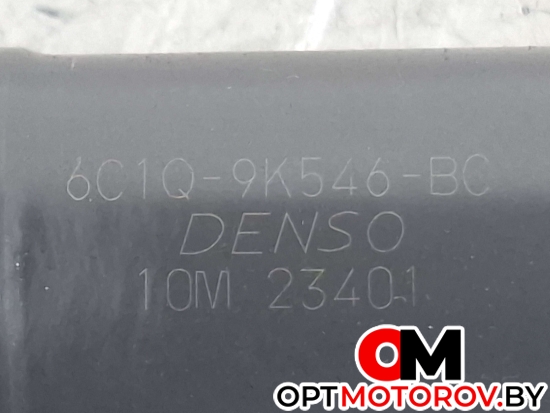 6C1Q-9K546-BC
DENSO
10M 23401
OM
OPTMOTOROV.BY